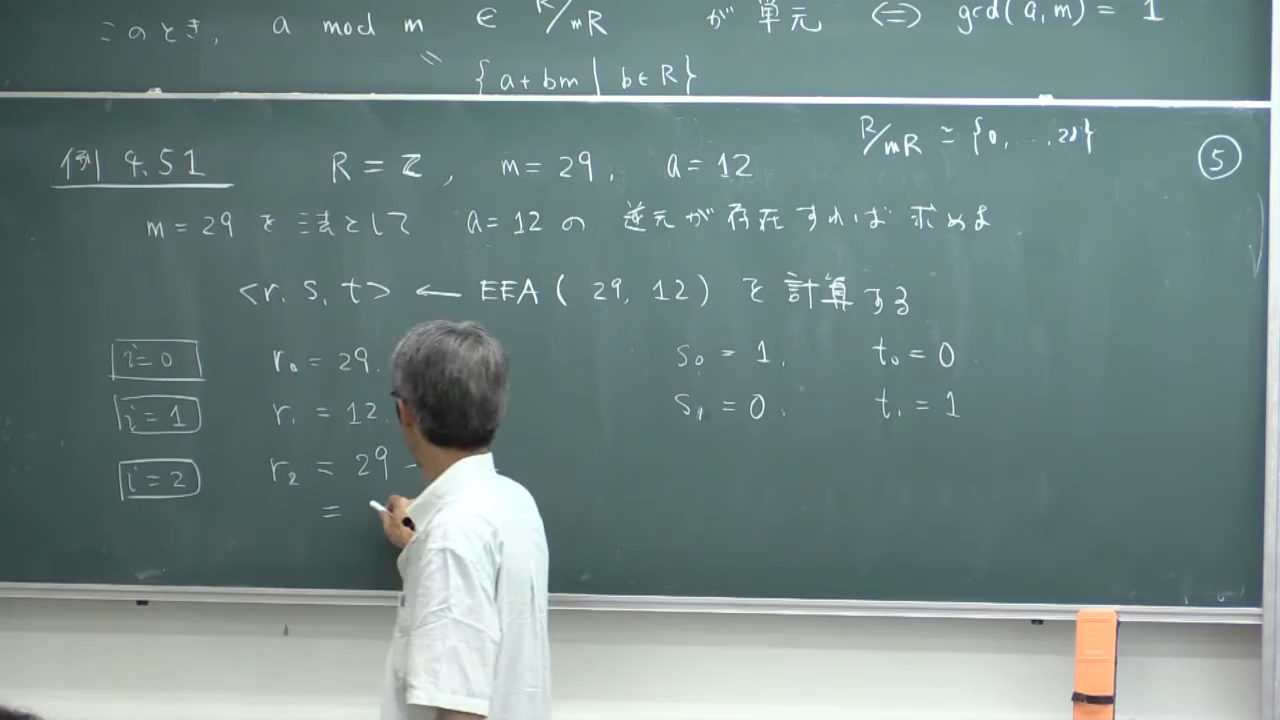 このとき, a mod m ∈ R/mR が単元 ⇔ gcd(a, m) = 1
{a+bm | b∈R}
R/mR ≃ {0, ..., 28}
⑤
例 4.51 R = Z, m = 29, a = 12
m = 29 を法として a = 12 の 逆元が存在すれば求めよ
<r, s, t> ← EEA(29, 12) を計算する
i=0 r₀ = 29. s₀ = 1, t₀ = 0
i=1 r₁ = 12. s₁ = 0, t₁ = 1
i=2 r₂ = 29 -
=